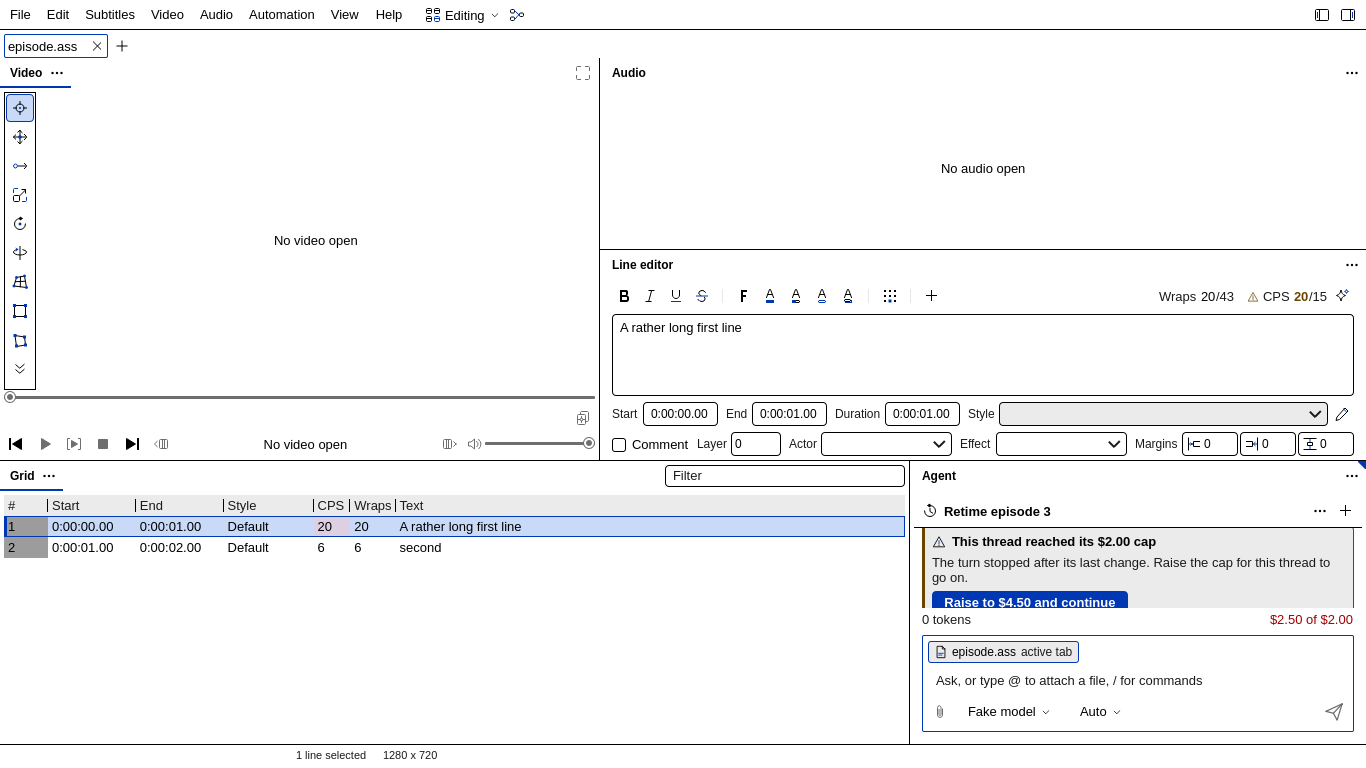 File Edit Subtitles Video Audio Automation View Help Editing
episode.ass
Video
No video open
No video open
Audio
No audio open
Line editor
Wraps 20/43 CPS 20/15
A rather long first line
Start 0:00:00.00 End 0:00:01.00 Duration 0:00:01.00 Style
Comment Layer 0 Actor Effect Margins 0 0 0
Grid Filter
# Start End Style CPS Wraps Text
1 0:00:00.00 0:00:01.00 Default 20 20 A rather long first line
2 0:00:01.00 0:00:02.00 Default 6 6 second
Agent
Retime episode 3
This thread reached its $2.00 cap
The turn stopped after its last change. Raise the cap for this thread to
go on.
Raise to $4.50 and continue
0 tokens $2.50 of $2.00
episode.ass active tab
Ask, or type @ to attach a file, / for commands
Fake model Auto
1 line selected 1280 x 720